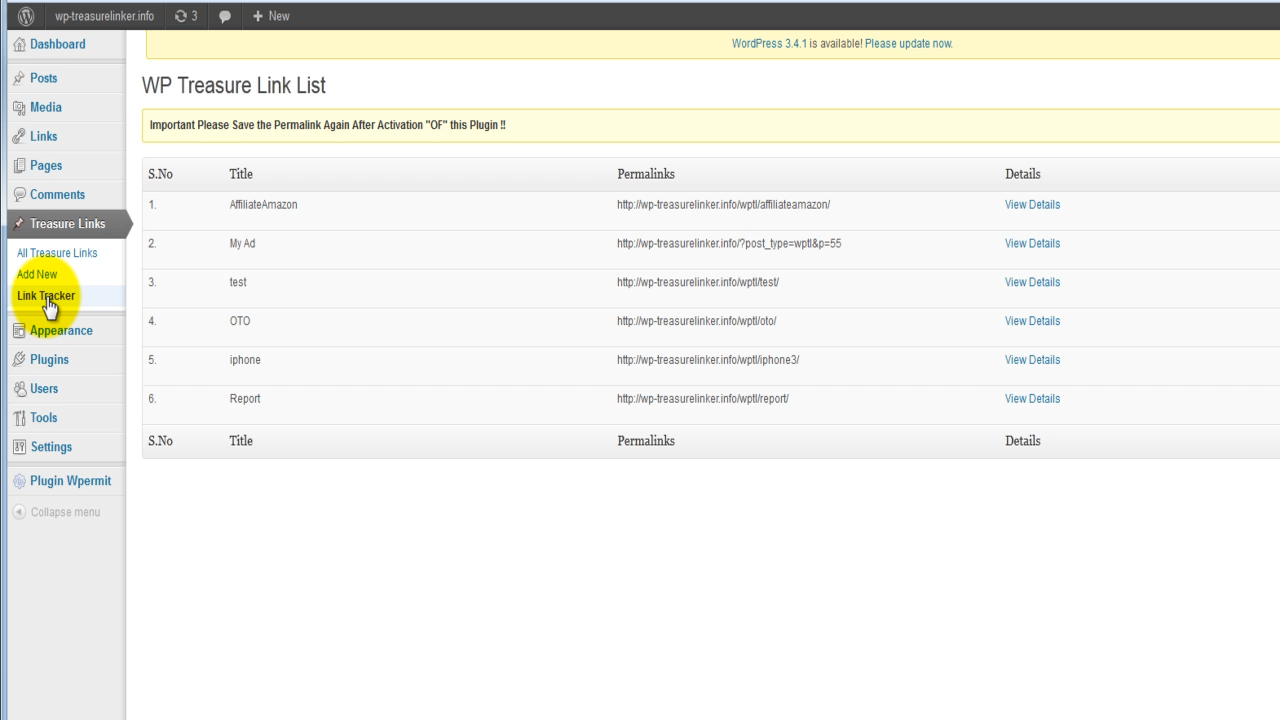 wp-treasurelinker.info 3 New
Dashboard
Posts
Media
Links
Pages
Comments
Treasure Links
All Treasure Links
Add New
Link Tracker
Appearance
Plugins
Users
Tools
Settings
Plugin Wpermit
Collapse menu
WordPress 3.4.1 is available! Please update now.
WP Treasure Link List
Important Please Save the Permalink Again After Activation "OF" this Plugin !!
S.No Title Permalinks Details
1. AffiliateAmazon http://wp-treasurelinker.info/wptl/affiliateamazon/ View Details
2. My Ad http://wp-treasurelinker.info/?post_type=wptl&p=55 View Details
3. test http://wp-treasurelinker.info/wptl/test/ View Details
4. OTO http://wp-treasurelinker.info/wptl/oto/ View Details
5. iphone http://wp-treasurelinker.info/wptl/iphone3/ View Details
6. Report http://wp-treasurelinker.info/wptl/report/ View Details
S.No Title Permalinks Details